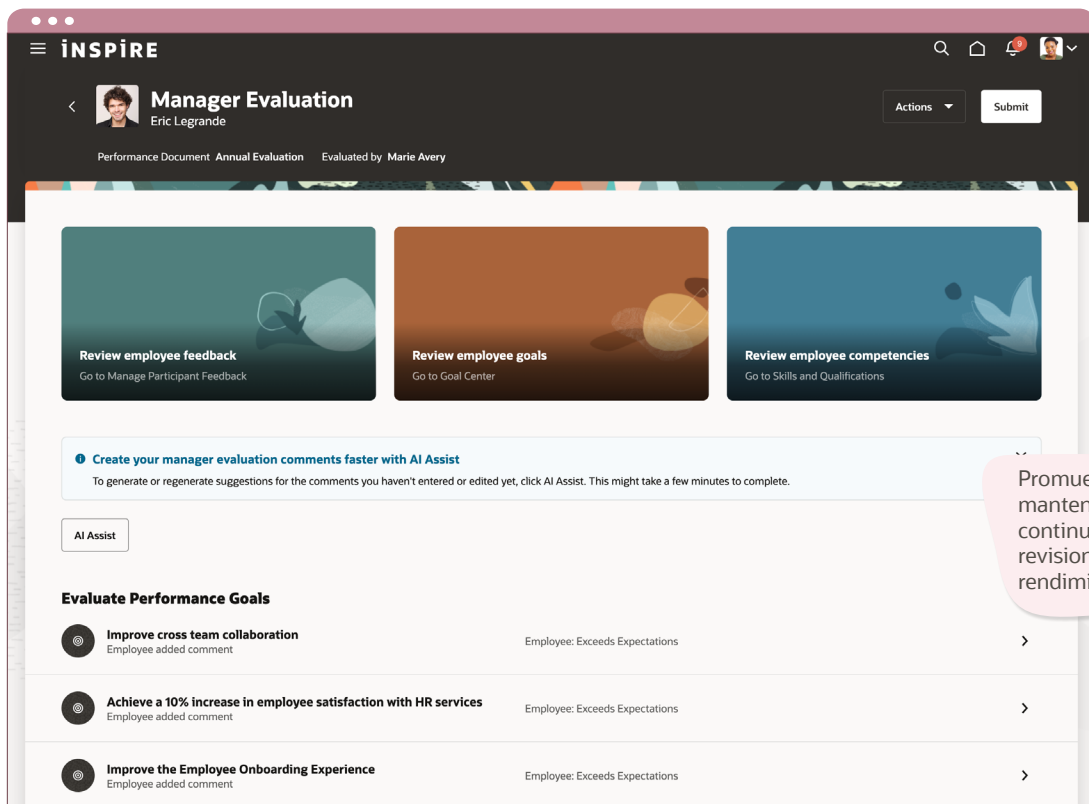 iNSPiRE
9
Manager Evaluation
Eric Legrande
Actions
Submit
Performance Document Annual Evaluation Evaluated by Marie Avery
Review employee feedback
Go to Manage Participant Feedback
Review employee goals
Go to Goal Center
Review employee competencies
Go to Skills and Qualifications
Create your manager evaluation comments faster with AI Assist
To generate or regenerate suggestions for the comments you haven't entered or edited yet, click AI Assist. This might take a few minutes to complete.
AI Assist
Evaluate Performance Goals
Improve cross team collaboration
Employee added comment
Employee: Exceeds Expectations
Achieve a 10% increase in employee satisfaction with HR services
Employee added comment
Employee: Exceeds Expectations
Improve the Employee Onboarding Experience
Employee added comment
Employee: Exceeds Expectations